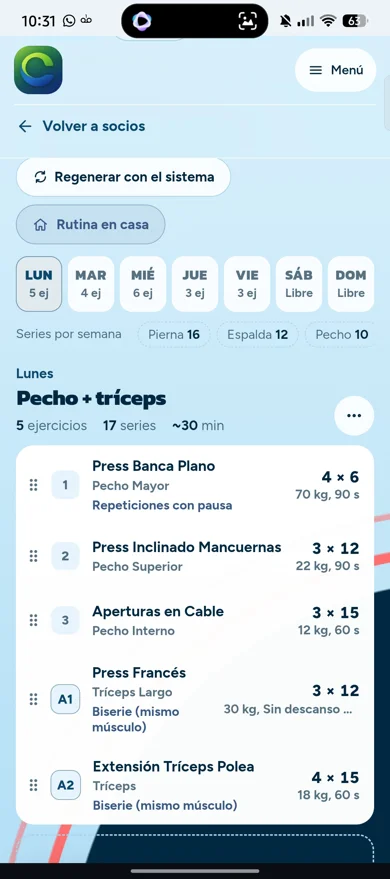 10:31
63
Menú
Volver a socios
Regenerar con el sistema
Rutina en casa
LUN MAR MIÉ JUE VIE SÁB DOM
5 ej 4 ej 6 ej 3 ej 3 ej Libre Libre
Series por semana Pierna 16 Espalda 12 Pecho 10
Lunes
Pecho + tríceps
5 ejercicios 17 series ~30 min
1 Press Banca Plano 4 × 6
Pecho Mayor 70 kg, 90 s
Repeticiones con pausa
2 Press Inclinado Mancuernas 3 × 12
Pecho Superior 22 kg, 90 s
3 Aperturas en Cable 3 × 15
Pecho Interno 12 kg, 60 s
A1 Press Francés 3 × 12
Tríceps Largo 30 kg, Sin descanso ...
Biserie (mismo
músculo)
A2 Extensión Tríceps Polea 4 × 15
Tríceps 18 kg, 60 s
Biserie (mismo músculo)